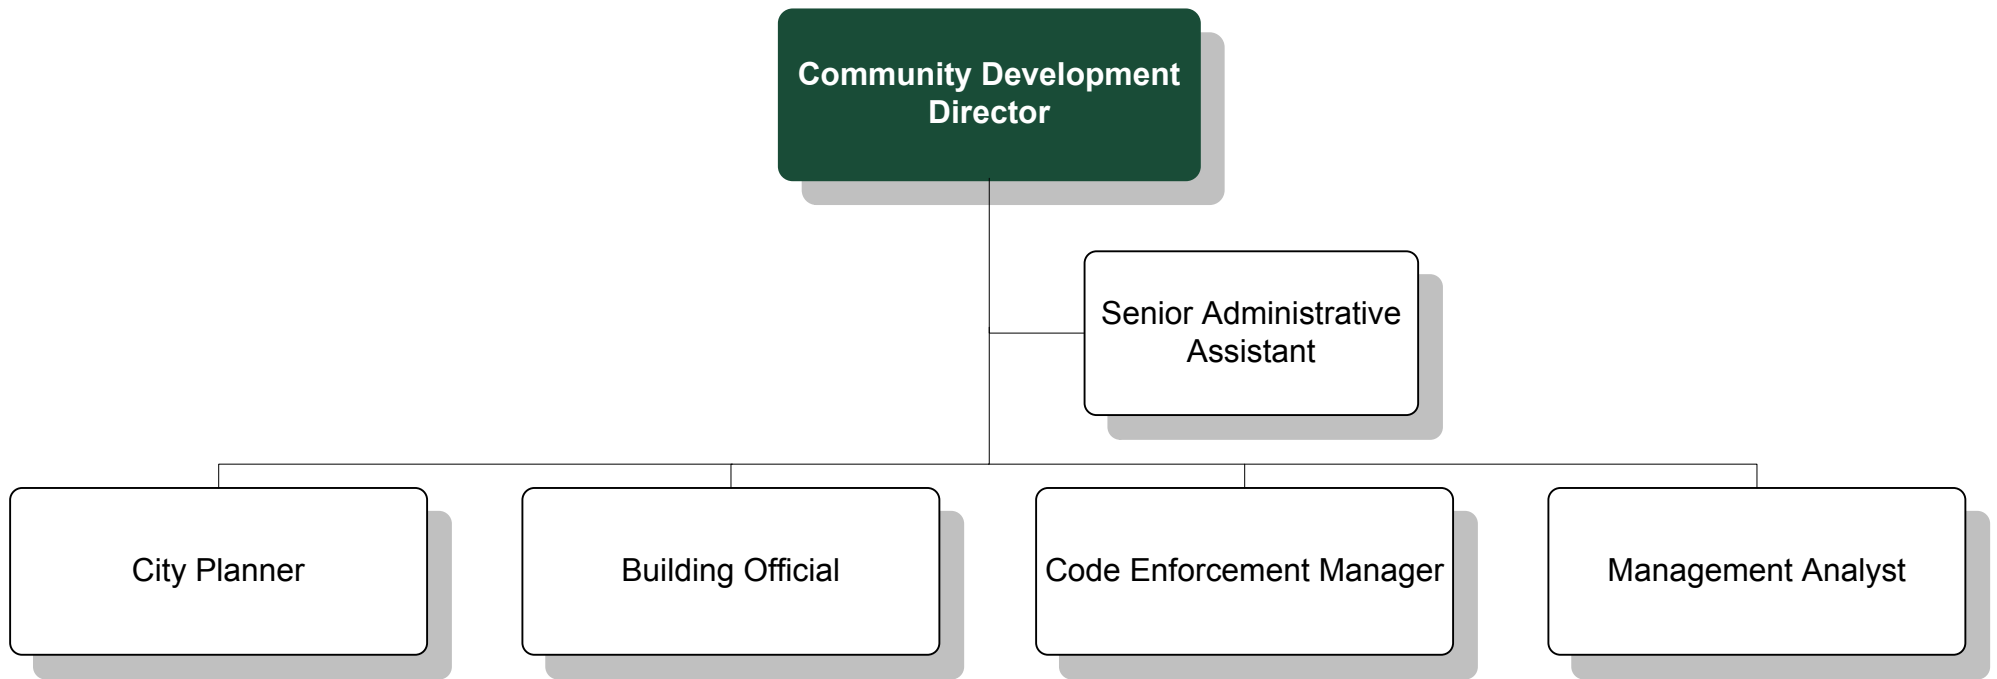 Community Development
Director
Senior Administrative
Assistant
City Planner
Building Official
Code Enforcement Manager
Management Analyst